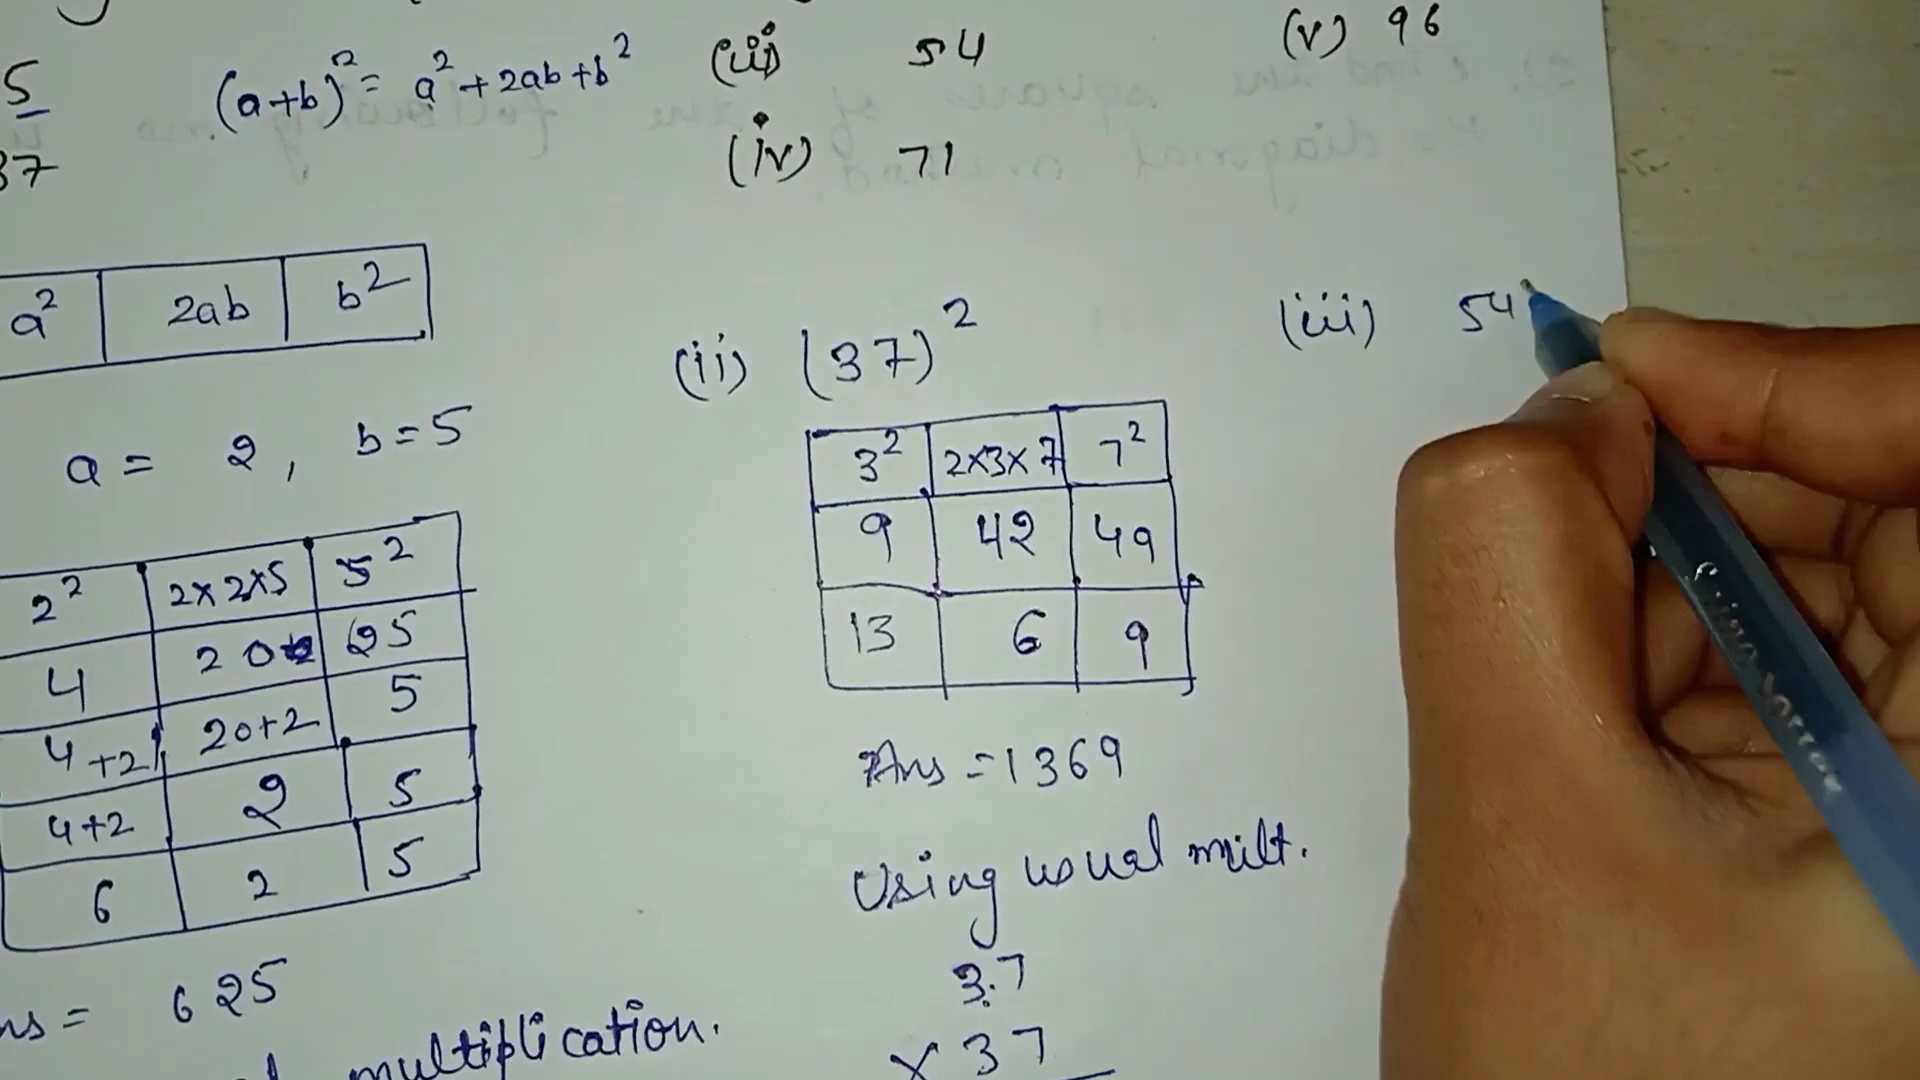 5
(a+b)² = a² + 2ab + b²
(iii) 54
(v) 96
37
(iv) 71
a² 2ab b²
(ii) (37)²
(iii) 54
a = 2, b = 5
3² 2×3×7 7²
9 42 49
13 6 9
2² 2×2×5 5²
4 20+2 25
4+2 20+2 5
4+2 2 5
6 2 5
Ans = 1369
Using usual mult.
37
× 37
ns = 625
multiplication.